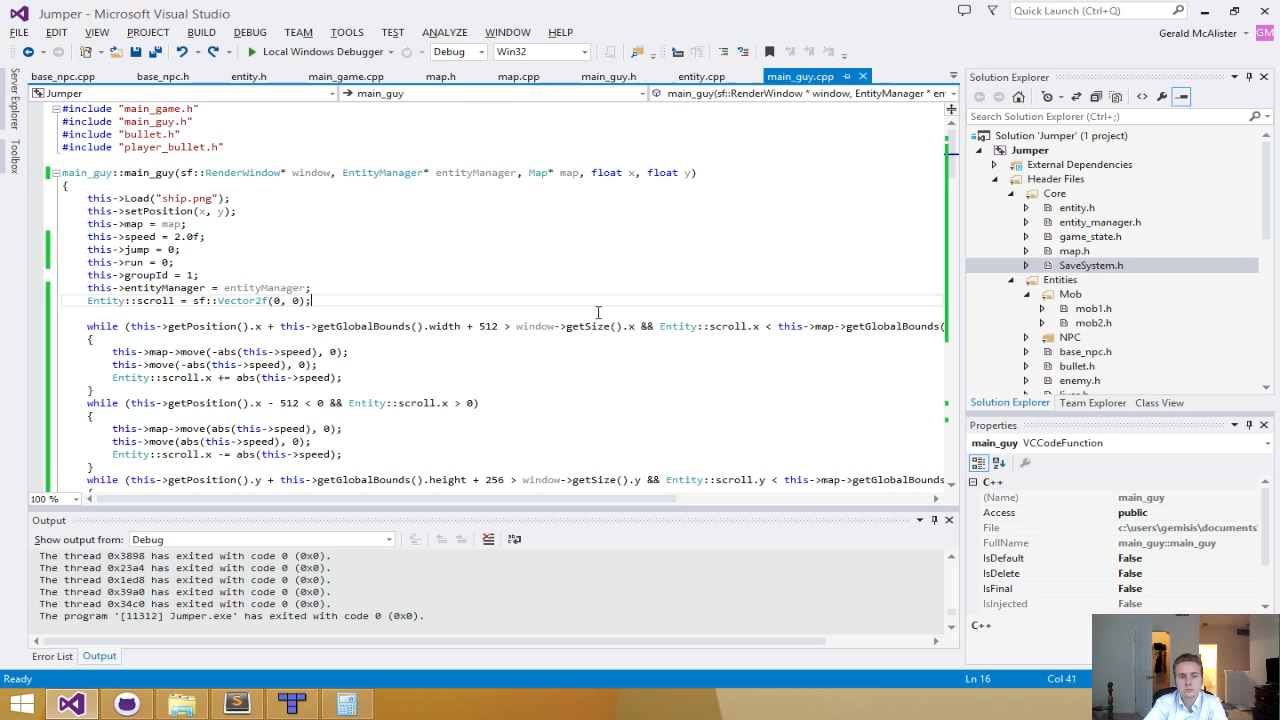 Jumper - Microsoft Visual Studio
Quick Launch (Ctrl+Q)
FILE EDIT VIEW PROJECT BUILD DEBUG TEAM TOOLS TEST ANALYZE WINDOW HELP
Gerald McAlister GM
Local Windows Debugger Debug Win32
base_npc.cpp base_npc.h entity.h main_game.cpp map.h map.cpp main_guy.h entity.cpp main_guy.cpp
Jumper main_guy main_guy(sf::RenderWindow * window, EntityManager * en
Server Explorer
Toolbox
#include "main_game.h"
#include "main_guy.h"
#include "bullet.h"
#include "player_bullet.h"
main_guy::main_guy(sf::RenderWindow* window, EntityManager* entityManager, Map* map, float x, float y)
{
this->Load("ship.png");
this->setPosition(x, y);
this->map = map;
this->speed = 2.0f;
this->jump = 0;
this->run = 0;
this->groupId = 1;
this->entityManager = entityManager;
Entity::scroll = sf::Vector2f(0, 0);
while (this->getPosition().x + this->getGlobalBounds().width + 512 > window->getSize().x && Entity::scroll.x < this->map->getGlobalBounds(
{
this->map->move(-abs(this->speed), 0);
this->move(-abs(this->speed), 0);
Entity::scroll.x += abs(this->speed);
}
while (this->getPosition().x - 512 < 0 && Entity::scroll.x > 0)
{
this->map->move(abs(this->speed), 0);
this->move(abs(this->speed), 0);
Entity::scroll.x -= abs(this->speed);
}
while (this->getPosition().y + this->getGlobalBounds().height + 256 > window->getSize().y && Entity::scroll.y < this->map->getGlobalBounds
{
100 %
Output
Show output from: Debug
The thread 0x3898 has exited with code 0 (0x0).
The thread 0x23a4 has exited with code 0 (0x0).
The thread 0x1ed8 has exited with code 0 (0x0).
The thread 0x39a0 has exited with code 0 (0x0).
The thread 0x34c0 has exited with code 0 (0x0).
The program '[11312] Jumper.exe' has exited with code 0 (0x0).
Error List Output
Solution Explorer
Search Solution Explorer (Ctrl+;)
Solution 'Jumper' (1 project)
Jumper
External Dependencies
Header Files
Core
entity.h
entity_manager.h
game_state.h
map.h
SaveSystem.h
Entities
Mob
mob1.h
mob2.h
NPC
base_npc.h
bullet.h
enemy.h
Solution Explorer Team Explorer Class View
Properties
main_guy VCCodeFunction
C++
(Name) main_guy
Access public
File c:\users\gemisis\documents
FullName main_guy::main_guy
IsDefault False
IsDelete False
IsFinal False
IsInjected False
C++
Ready Ln 16 Col 41